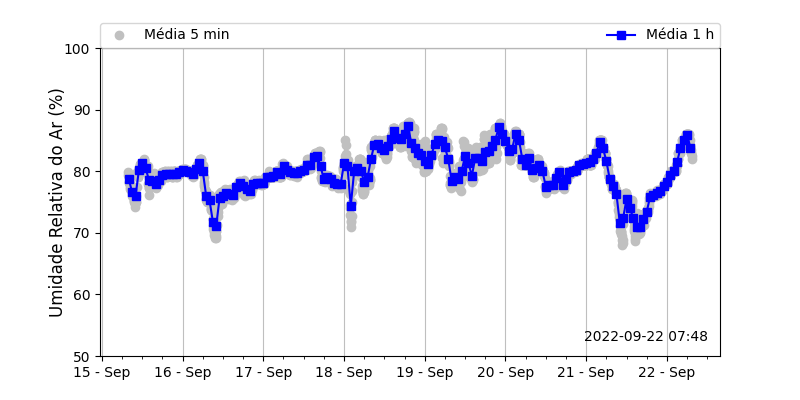 Média 5 min
Média 1 h
100
90
80
70
60
50
Umidade Relativa do Ar (%)
2022-09-22 07:48
15 - Sep
16 - Sep
17 - Sep
18 - Sep
19 - Sep
20 - Sep
21 - Sep
22 - Sep